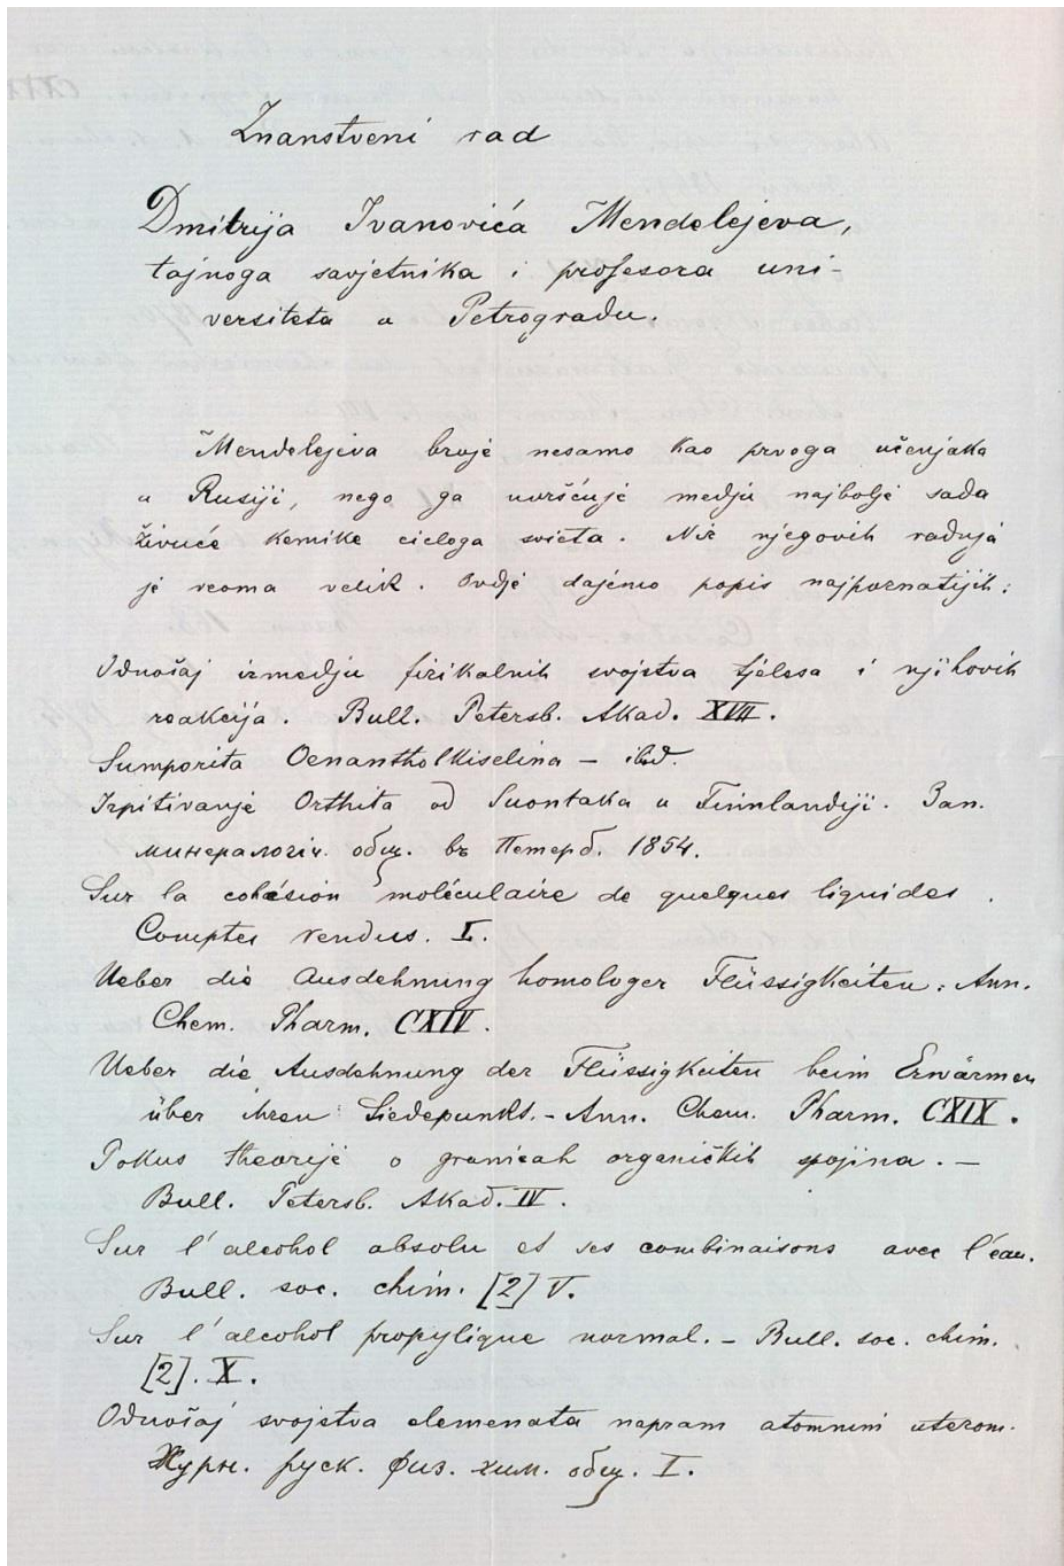 Znanstveni rad
Dmitrija Ivanovića Mendelejeva,
tajnoga savjetnika i profesora uni-
versiteta u Petrogradu.
Mendelejeva broje nesamo kao prvoga učenjaka
u Rusiji, nego ga uvršćuje medju najbolje sada
živuće kemike cieloga svieta. Niz njegovih radnja
je veoma velik. Ovdje dajemo popis najpoznatijih:
Odnošaj izmedju fizikalnih svojstva tjelesa i njihovih
reakcija. Bull. Petersb. Akad. XVII.
Sumporita Oenantholkiselina – ibid.
Izpitivanje Orthita od Suontaka u Finnlandiji. Зап.
минералогич. общ. въ Петерб. 1854.
Sur la cohésion moléculaire de quelques liquides.
Comptes rendus. L.
Ueber die Ausdehnung homologer Flüssigkeiten: Ann.
Chem. Pharm. CXIV.
Ueber die Ausdehnung der Flüssigkeiten beim Erwärmen
über ihren Siedepunkt. – Ann. Chem. Pharm. CXIX.
Pokus theorije o granicah organičkih spojina. –
Bull. Petersb. Akad. IV.
Sur l'alcohol absolu et ses combinaisons avec l'eau.
Bull. soc. chim. [2] V.
Sur l'alcohol propylique normal. – Bull. soc. chim.
[2]. X.
Odnošaj svojstva elemenata napram atomnim utezom.
Журн. руск. физ. хим. общ. I.